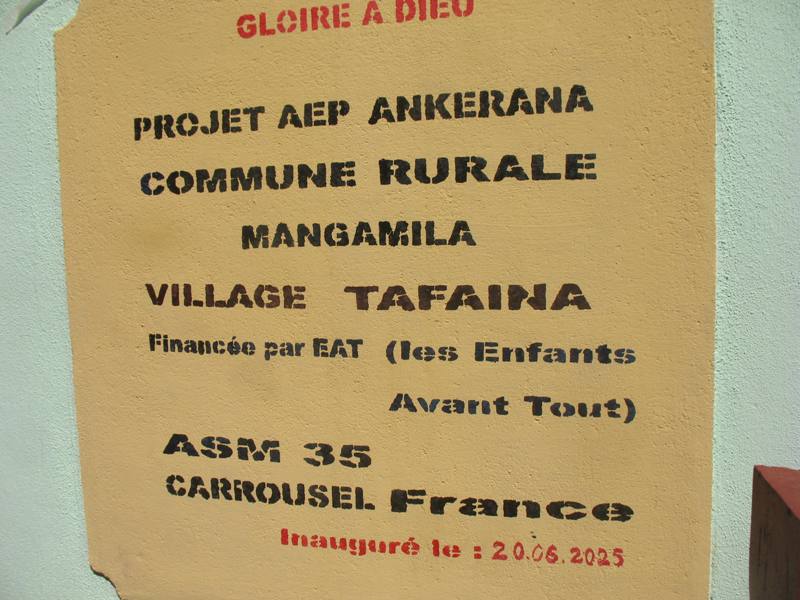 GLOIRE A DIEU
PROJET AEP ANKERANA
COMMUNE RURALE
MANGAMILA
VILLAGE TAFAINA
Financée par EAT (les Enfants
Avant Tout)
ASM 35
CARROUSEL France
Inauguré le : 20.06.2025